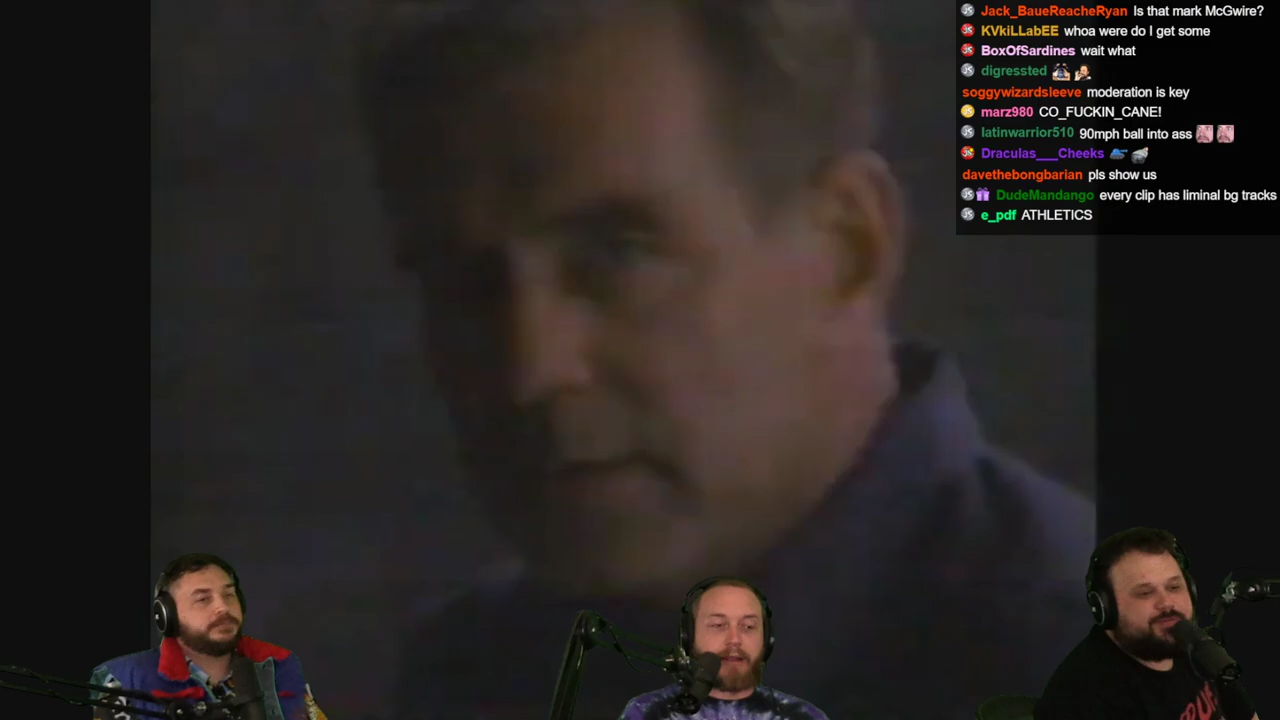 Jack_BaueReacheRyan Is that mark McGwire?
KVkiLLabEE whoa were do I get some
BoxOfSardines wait what
digressted
soggywizardsleeve moderation is key
marz980 CO_FUCKIN_CANE!
latinwarrior510 90mph ball into ass
Draculas___Cheeks
davethebongbarian pls show us
DudeMandango every clip has liminal bg tracks
e_pdf ATHLETICS